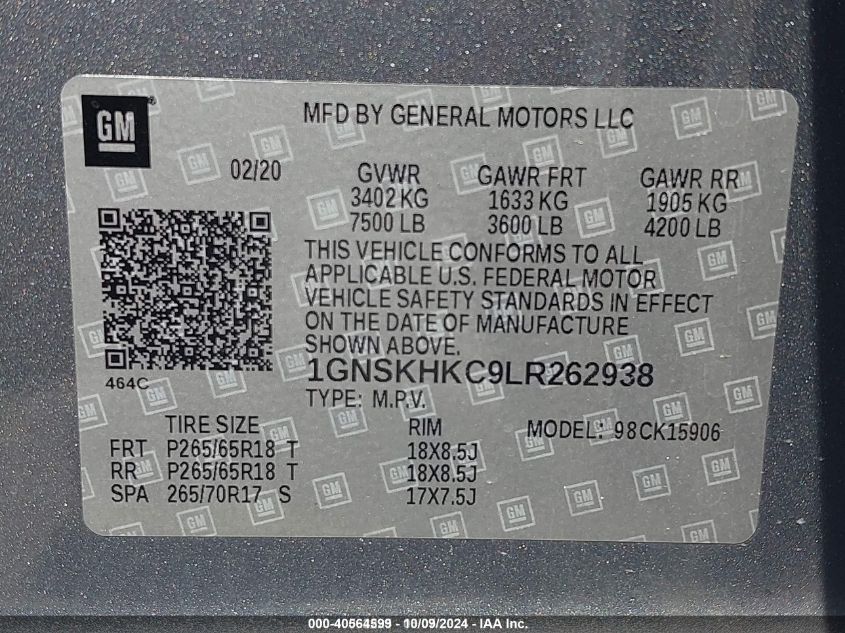 GM
MFD BY GENERAL MOTORS LLC
02/20 GVWR GAWR FRT GAWR RR
3402 KG 1633 KG 1905 KG
7500 LB 3600 LB 4200 LB
THIS VEHICLE CONFORMS TO ALL
APPLICABLE U.S. FEDERAL MOTOR
VEHICLE SAFETY STANDARDS IN EFFECT
ON THE DATE OF MANUFACTURE
SHOWN ABOVE.
464C
1GNSKHKC9LR262938
TYPE: M.P.V.
TIRE SIZE RIM MODEL: 98CK15906
FRT P265/65R18 T 18X8.5J
RR P265/65R18 T 18X8.5J
SPA 265/70R17 S 17X7.5J
000-40564599 - 10/09/2024 - IAA Inc.